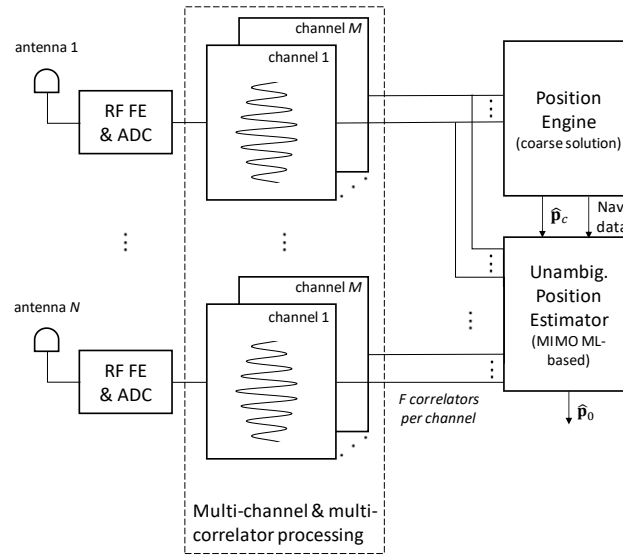 antenna 1
RF FE
& ADC
channel M
channel 1
Position
Engine
(coarse solution)
p̂c
Nav
data
antenna N
RF FE
& ADC
channel M
channel 1
Unambig.
Position
Estimator
(MIMO ML-
based)
F correlators
per channel
p̂0
Multi-channel & multi-
correlator processing